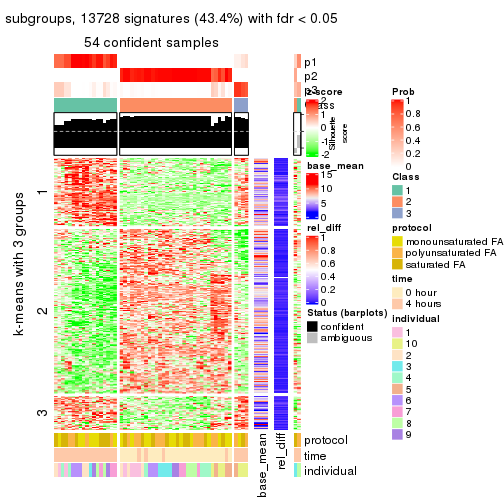 subgroups, 13728 signatures (43.4%) with fdr < 0.05
54 confident samples
p1
p2
p3
Class
z-score
2
1
0
-1
-2
Silhouette
score
k-means with 3 groups
1
2
3
base_mean
15
10
5
0
rel_diff
1
0.8
0.6
0.4
0.2
0
Status (barplots)
confident
ambiguous
Prob
1
0.8
0.6
0.4
0.2
0
Class
1
2
3
protocol
monounsaturated FA
polyunsaturated FA
saturated FA
time
0 hour
4 hours
individual
1
10
2
3
4
5
6
7
8
9
protocol
time
individual
base_mean
rel_diff